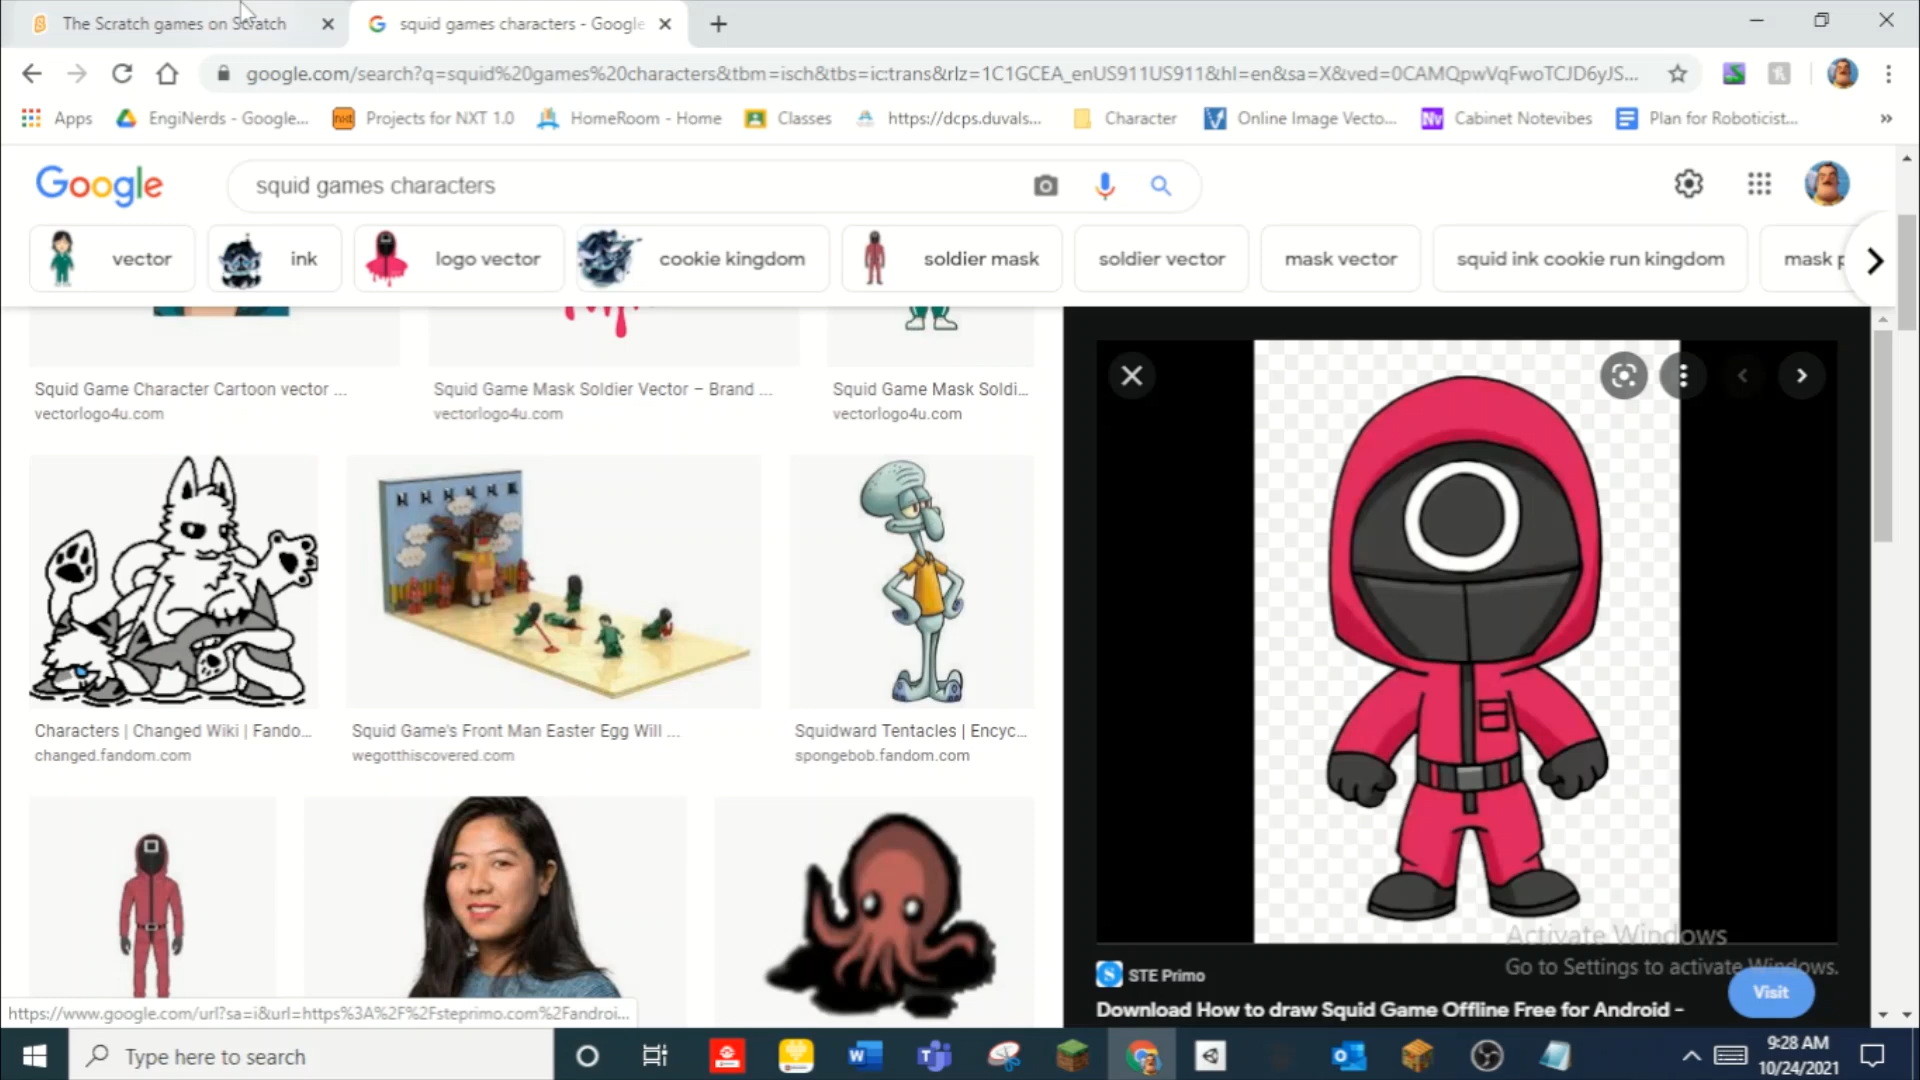 The Scratch games on Scratch
squid games characters - Google
google.com/search?q=squid%20games%20characters&tbm=isch&tbs=ic:trans&rlz=1C1GCEA_enUS911US911&hl=en&sa=X&ved=0CAMQpwVqFwoTCJD6yJS...
Apps
EngiNerds - Google...
nxt
Projects for NXT 1.0
HomeRoom - Home
Classes
https://dcps.duvals...
Character
Online Image Vecto...
Nv
Cabinet Notevibes
Plan for Roboticist...
Google
squid games characters
vector
ink
logo vector
cookie kingdom
soldier mask
soldier vector
mask vector
squid ink cookie run kingdom
mask p
Squid Game Character Cartoon vector ...
vectorlogo4u.com
Squid Game Mask Soldier Vector – Brand ...
vectorlogo4u.com
Squid Game Mask Soldi...
vectorlogo4u.com
Characters | Changed Wiki | Fando...
changed.fandom.com
Squid Game's Front Man Easter Egg Will ...
wegotthiscovered.com
Squidward Tentacles | Encyc...
spongebob.fandom.com
Activate Windows
Go to Settings to activate Windows.
STE Primo
Visit
Download How to draw Squid Game Offline Free for Android -
https://www.google.com/url?sa=i&url=https%3A%2F%2Fsteprimo.com%2Fandroi...
Type here to search
9:28 AM
10/24/2021